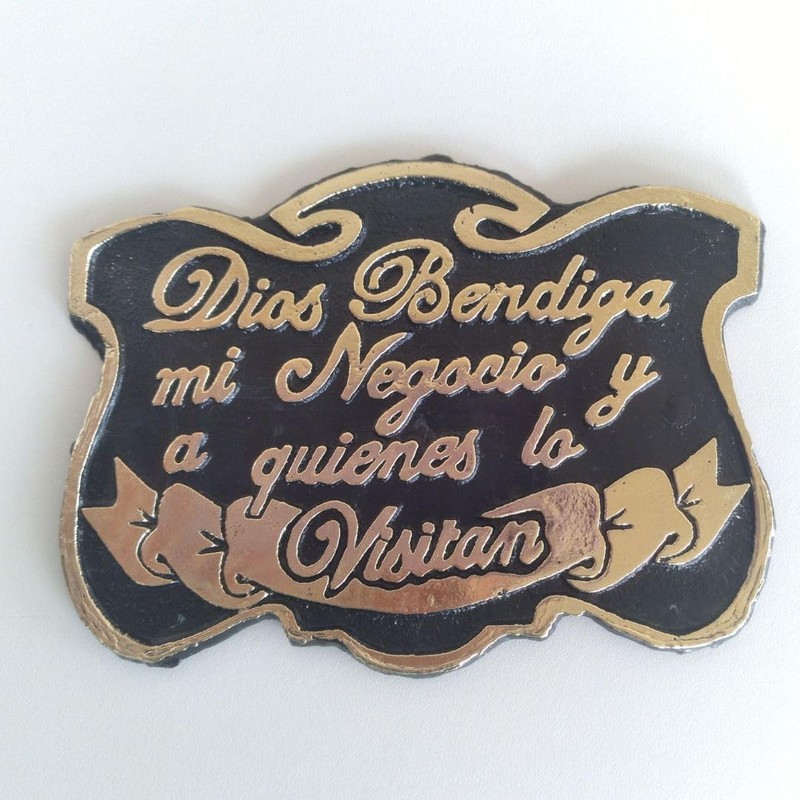 Dios Bendiga
mi Negocio y
a quienes lo
Visitan